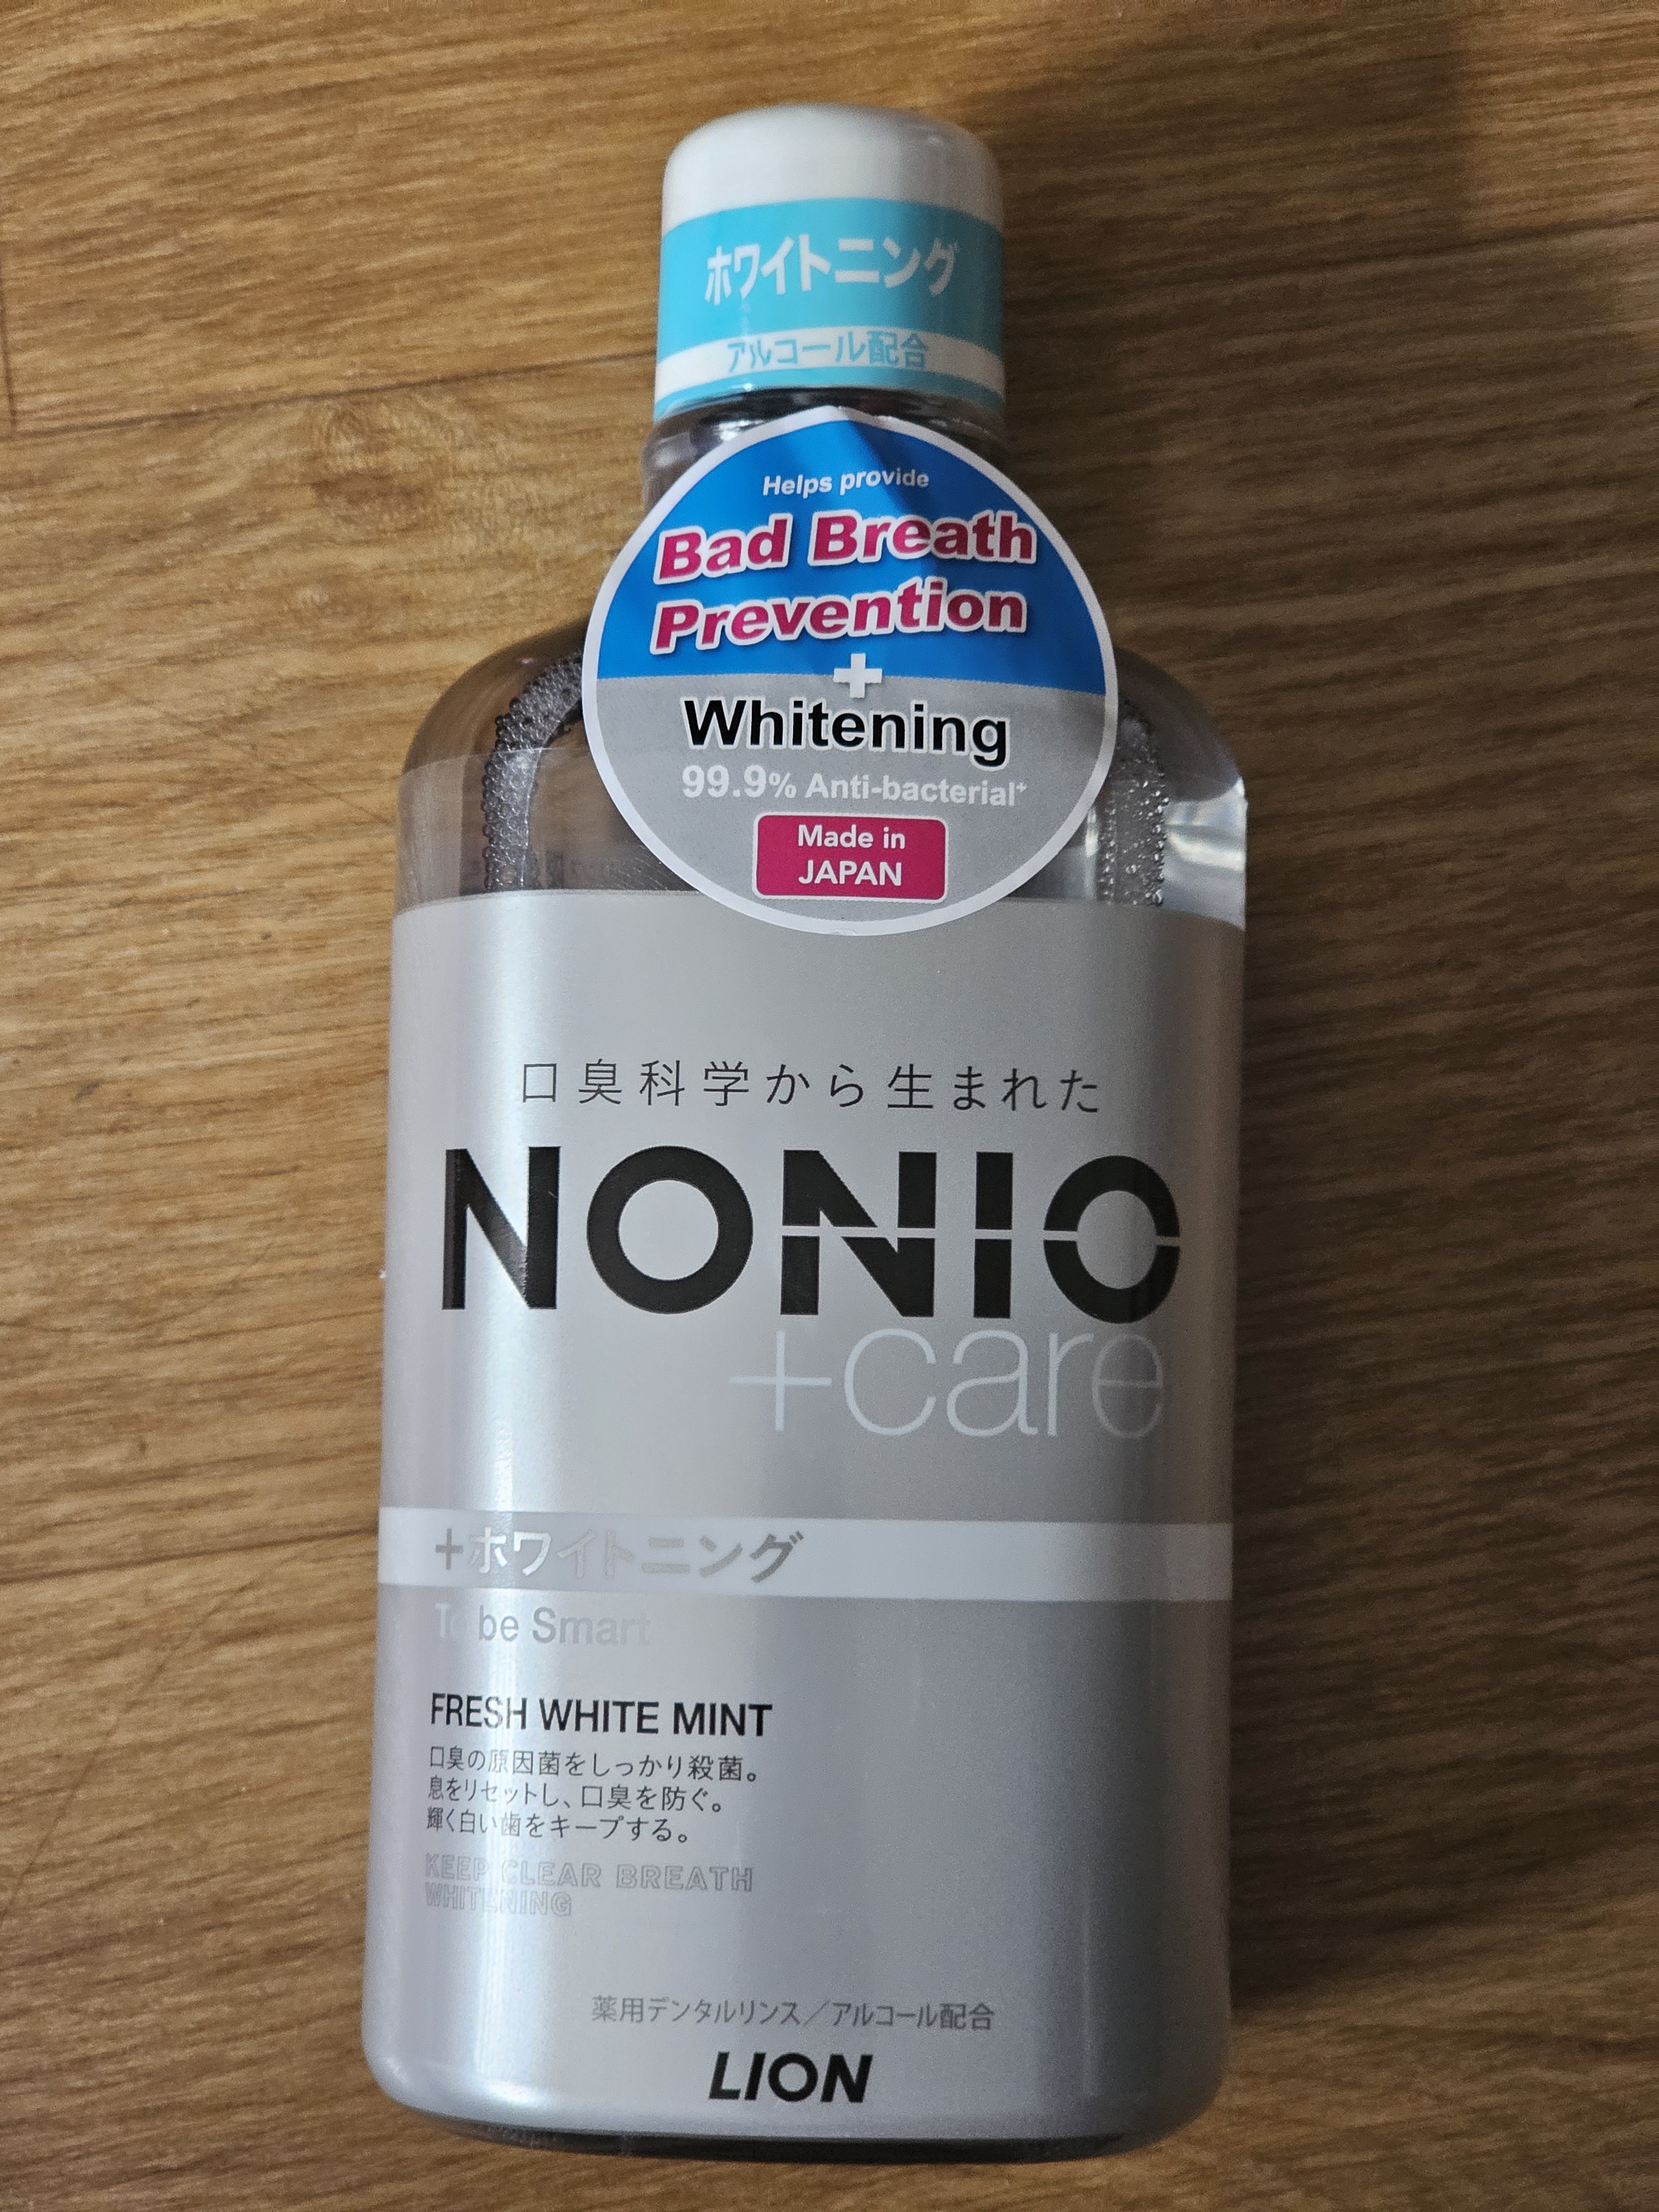 ホワイトニング
アルコール配合
Helps provide
Bad Breath
Prevention
+
Whitening
99.9% Anti-bacterial+
Made in
JAPAN
口臭科学から生まれた
NONIO
+care
+ホワイトニング
To be Smart
FRESH WHITE MINT
口臭の原因菌をしっかり殺菌。
息をリセットし、口臭を防ぐ。
輝く白い歯をキープする。
KEEP CLEAR BREATH
WHITENING
薬用デンタルリンス／アルコール配合
LION